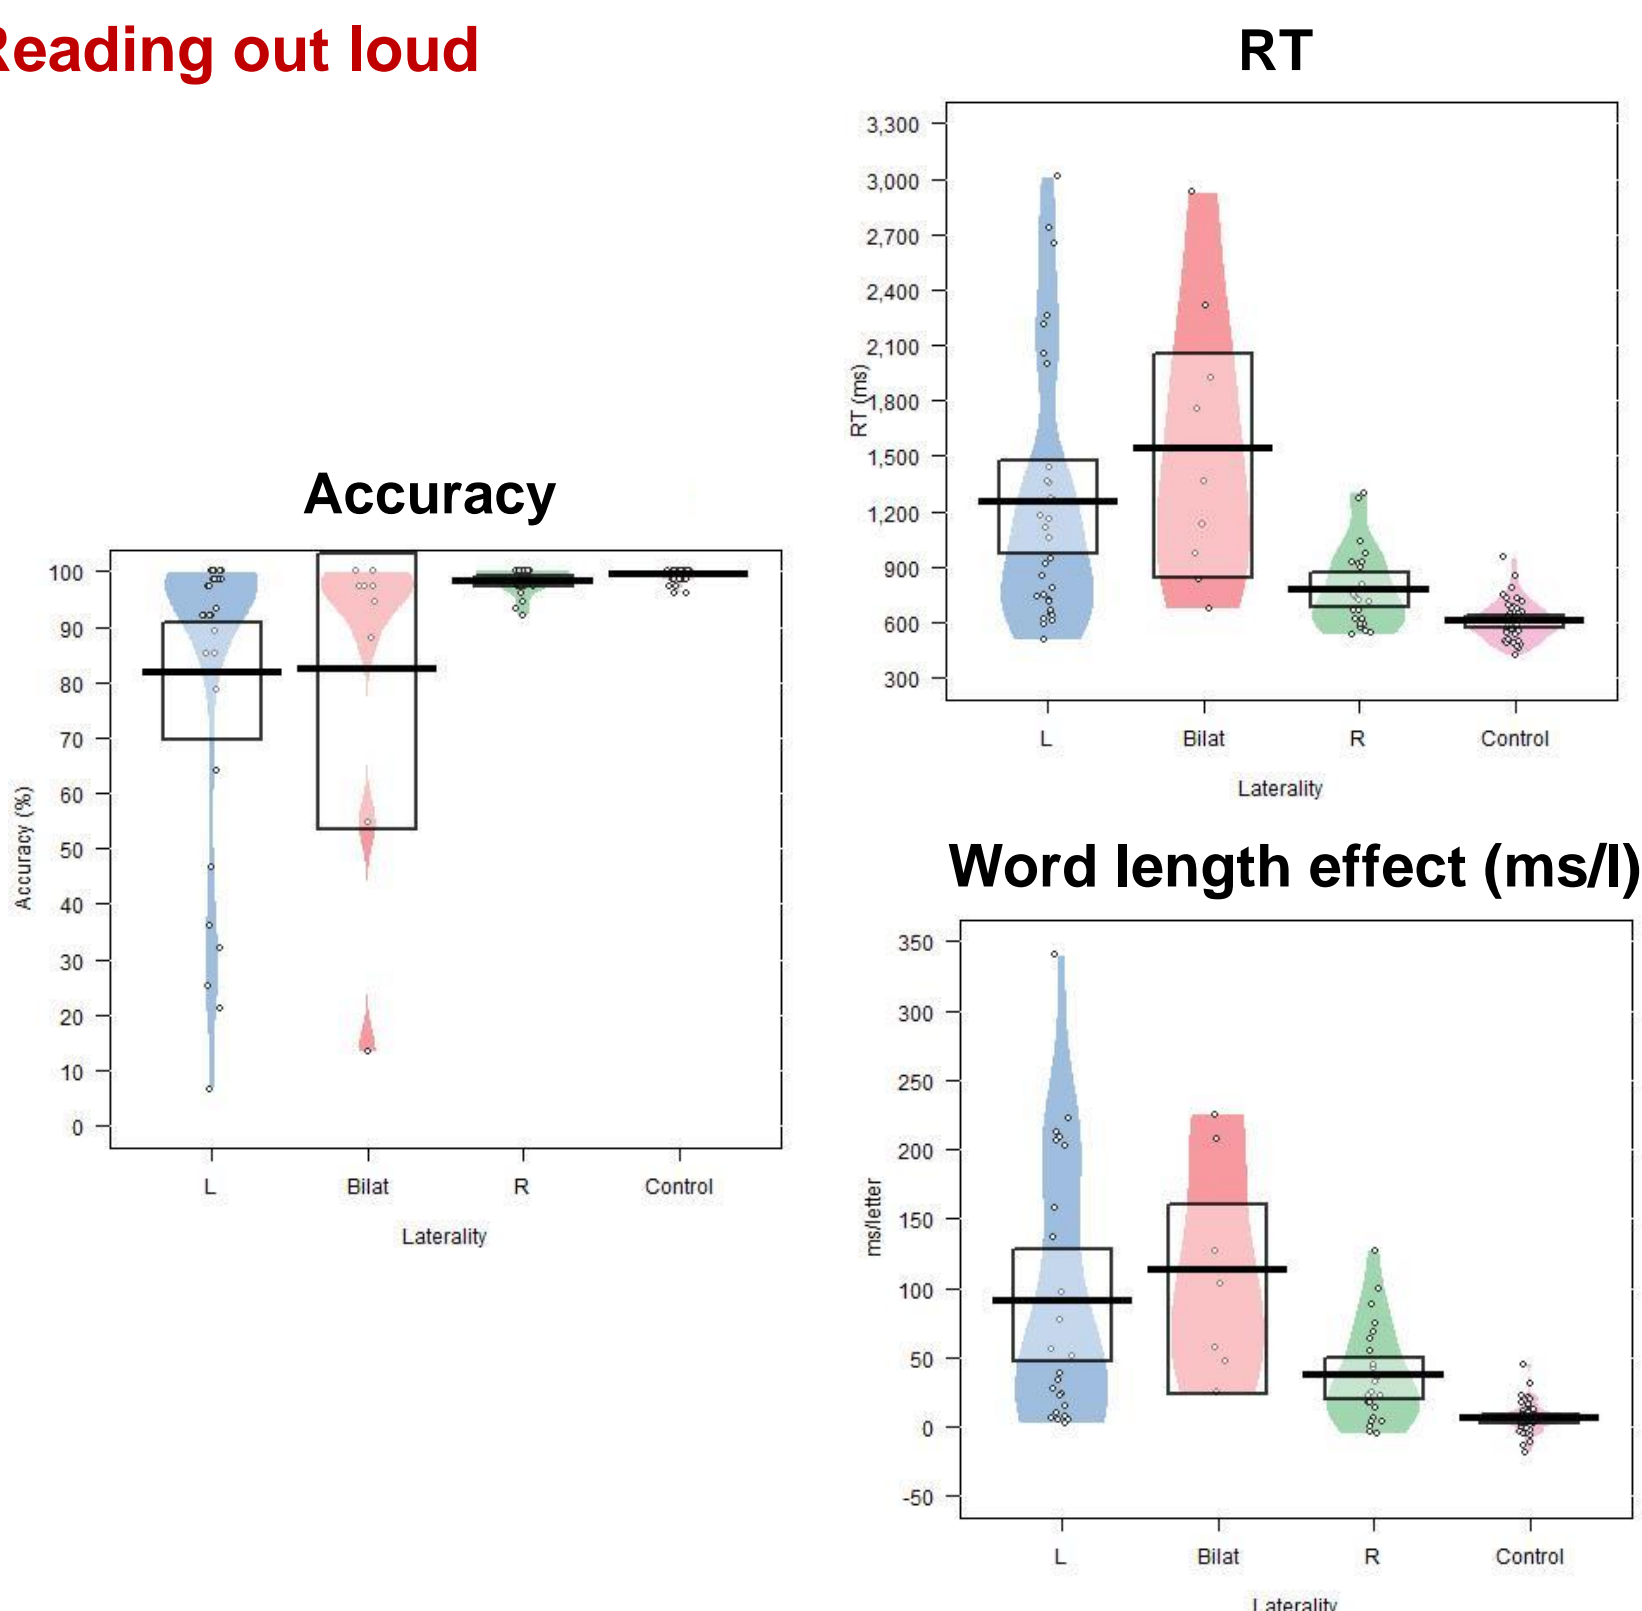 Reading out loud
RT
3,300
3,000
2,700
2,400
2,100
1,800
1,500
1,200
900
600
300
RT (ms)
L Bilat R Control
Laterality
Accuracy
100
90
80
70
60
50
40
30
20
10
0
Accuracy (%)
L Bilat R Control
Laterality
Word length effect (ms/l)
350
300
250
200
150
100
50
0
-50
ms/letter
L Bilat R Control
Laterality